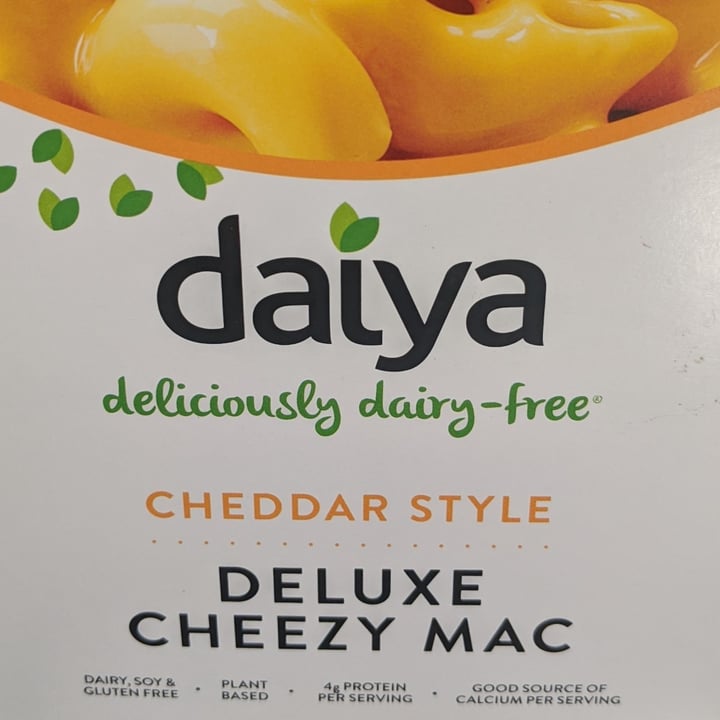 daiya
deliciously dairy-free®
CHEDDAR STYLE
DELUXE
CHEEZY MAC
DAIRY, SOY &
GLUTEN FREE
PLANT
BASED
4g PROTEIN
PER SERVING
GOOD SOURCE OF
CALCIUM PER SERVING